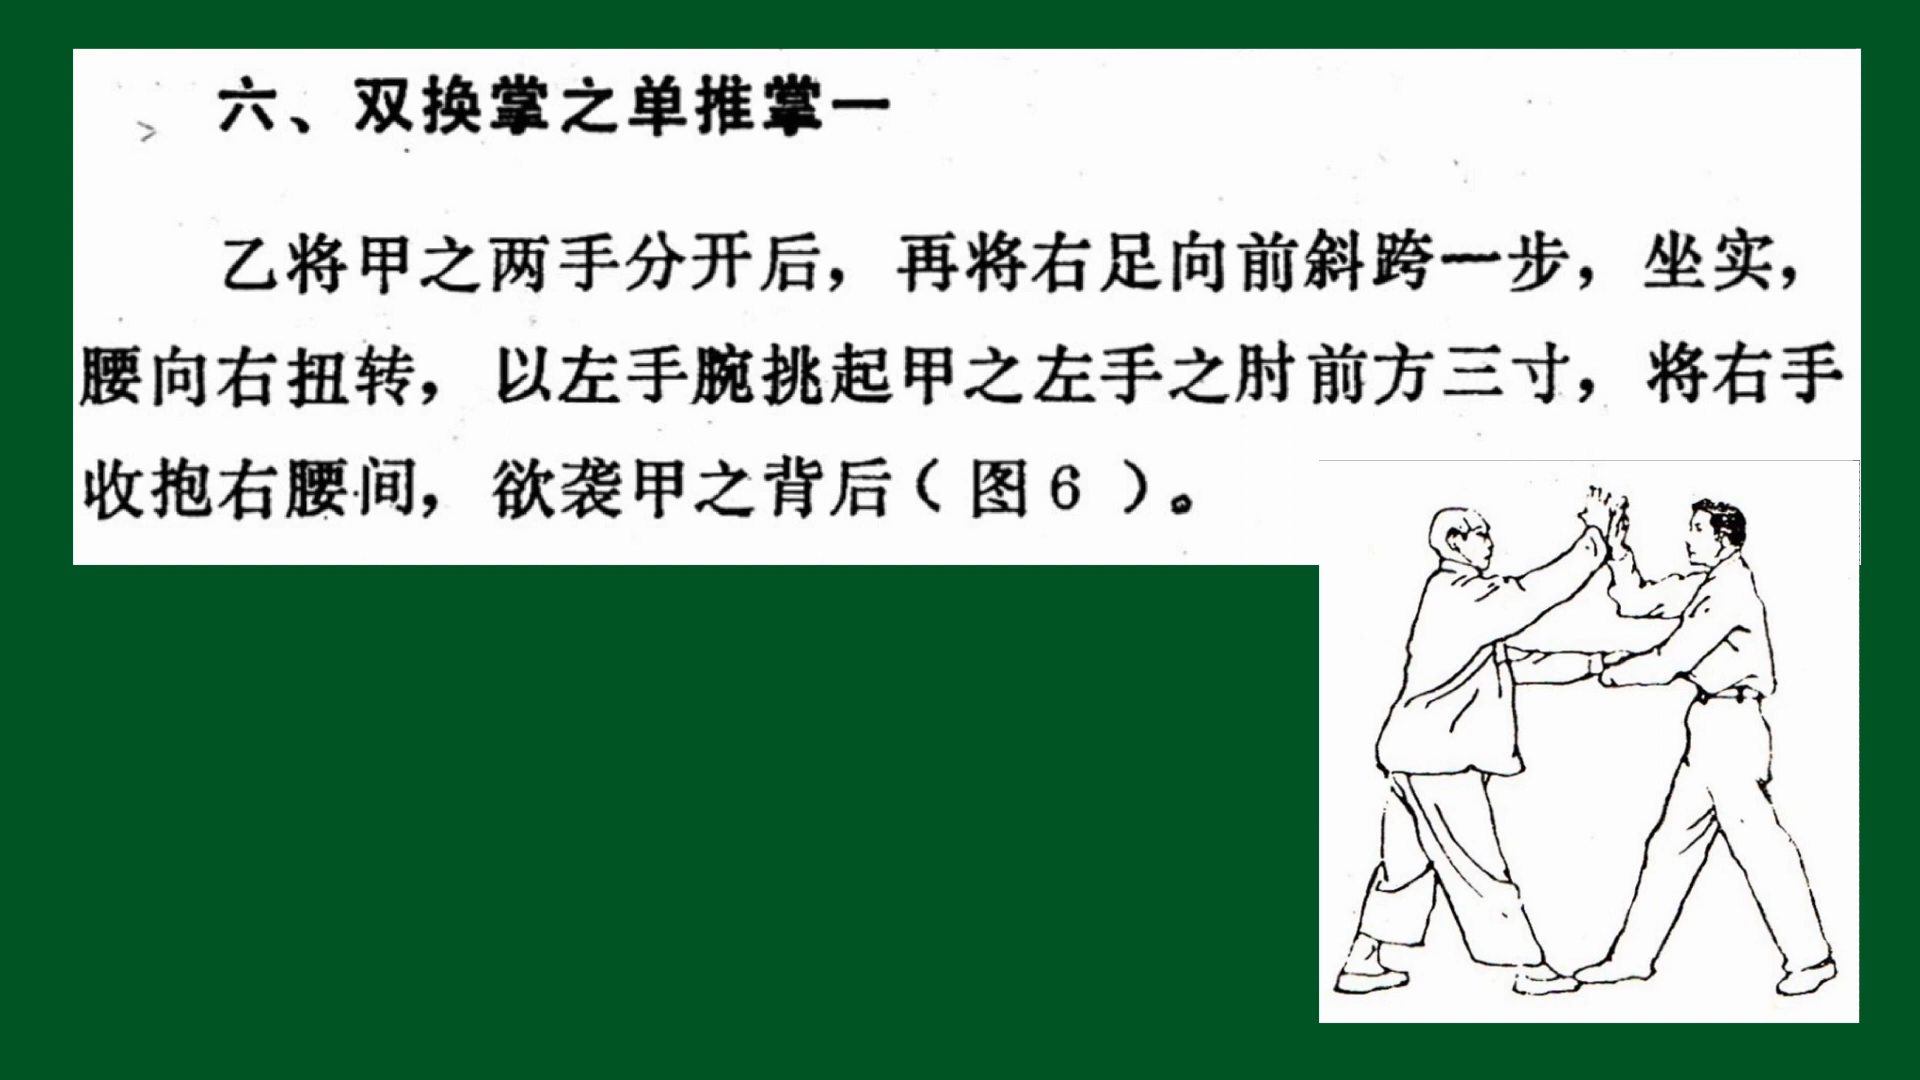 六、双换掌之单推掌一
乙将甲之两手分开后，再将右足向前斜跨一步，坐实，
腰向右扭转，以左手腕挑起甲之左手之肘前方三寸，将右手
收抱右腰间，欲袭甲之背后（图6）。